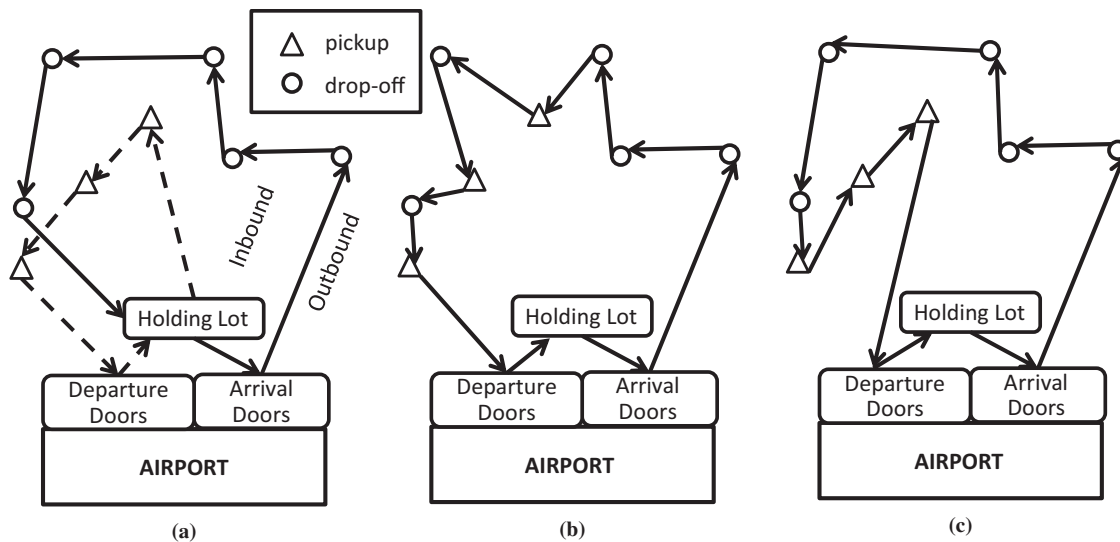 pickup
drop-off
Inbound
Outbound
Holding Lot
Departure
Doors
Arrival
Doors
AIRPORT
(a)
Holding Lot
Departure
Doors
Arrival
Doors
AIRPORT
(b)
Holding Lot
Departure
Doors
Arrival
Doors
AIRPORT
(c)